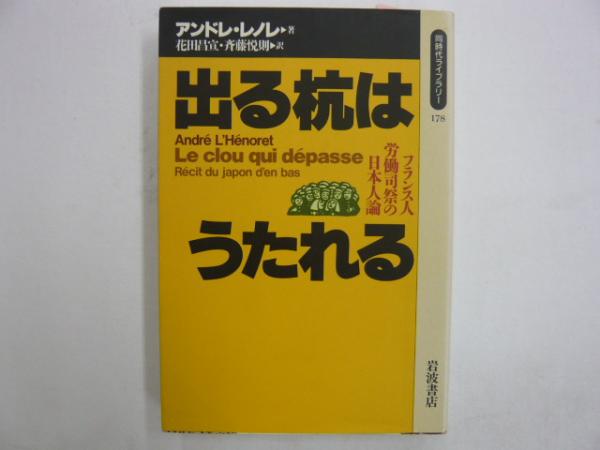 アンドレ・レノレ▶著
花田昌宣・斉藤悦則▶訳
出る杭は
André L'Hénoret
Le clou qui dépasse
Récit du japon d'en bas
フランス人
労働司祭の
日本人論
うたれる
同時代ライブラリー
178
岩波書店